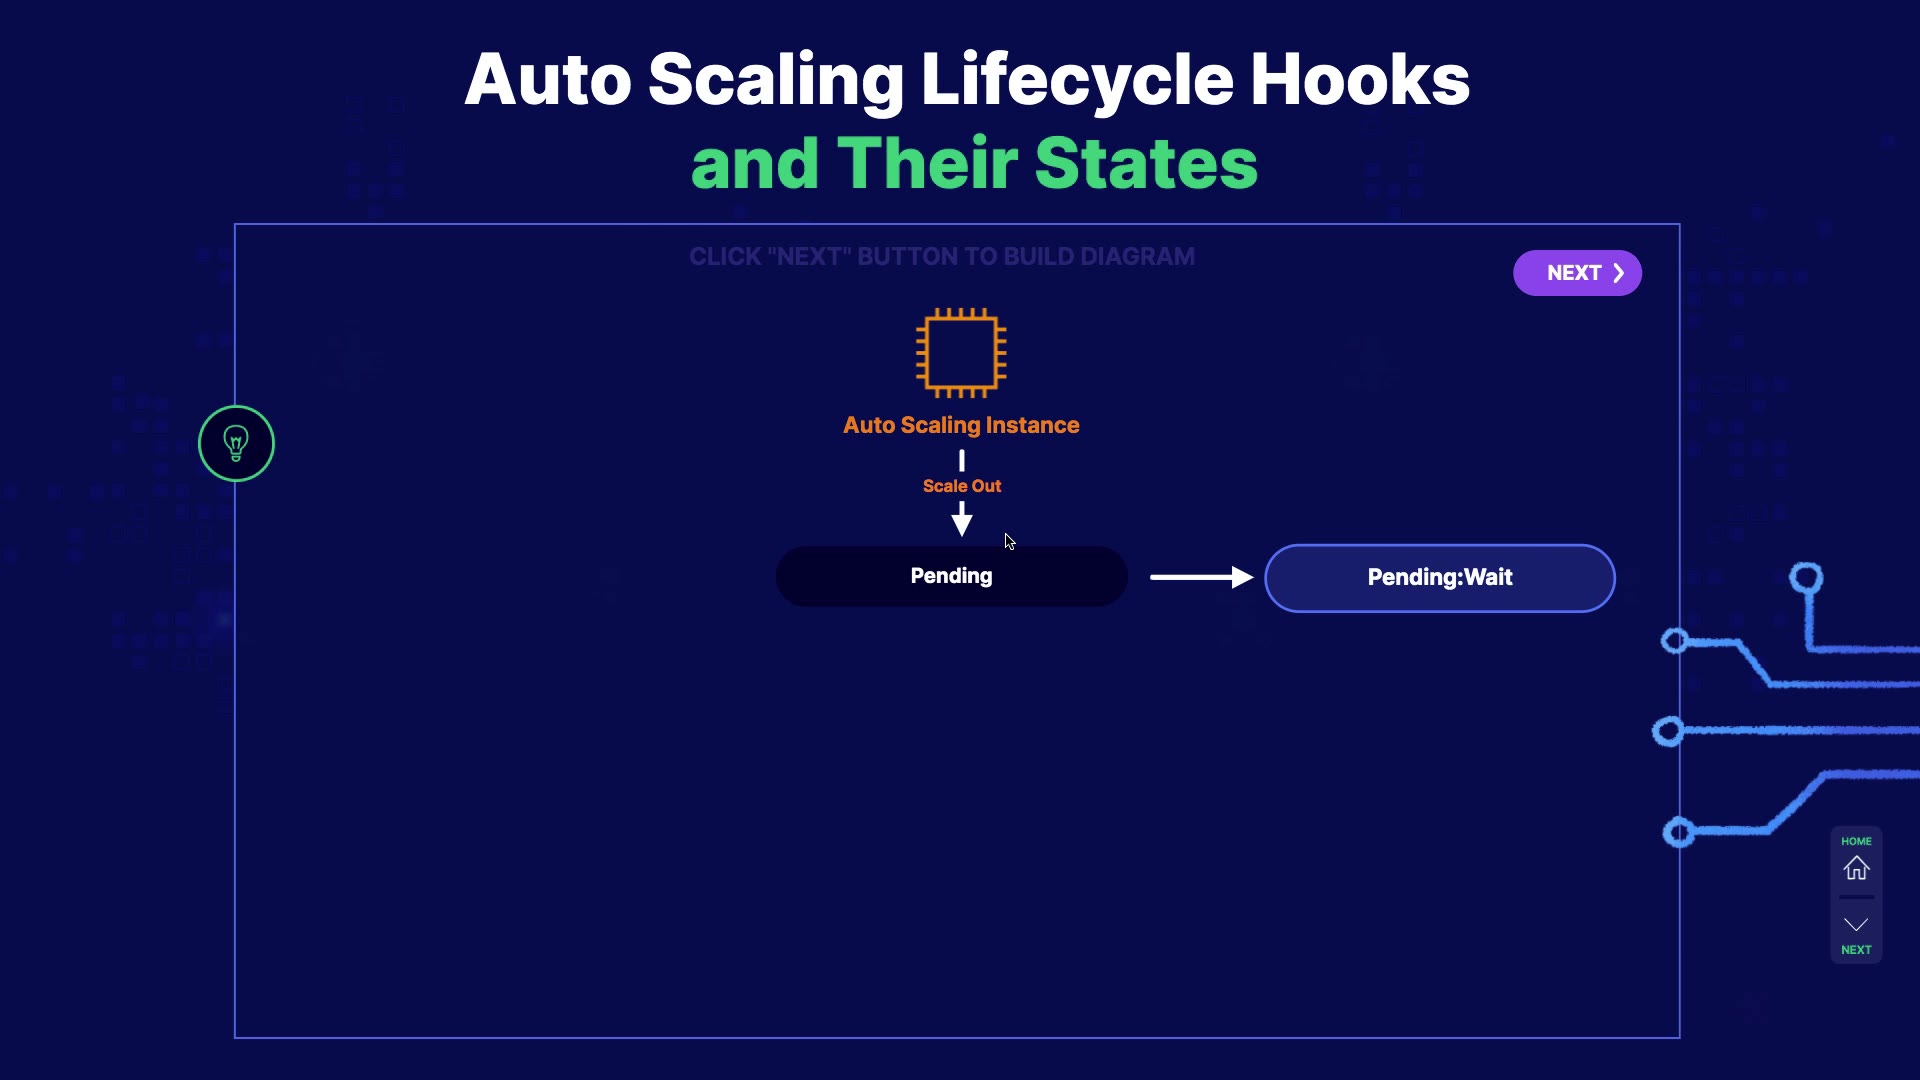 Auto Scaling Lifecycle Hooks
and Their States
CLICK "NEXT" BUTTON TO BUILD DIAGRAM
NEXT
Auto Scaling Instance
Scale Out
Pending
Pending:Wait
HOME
NEXT